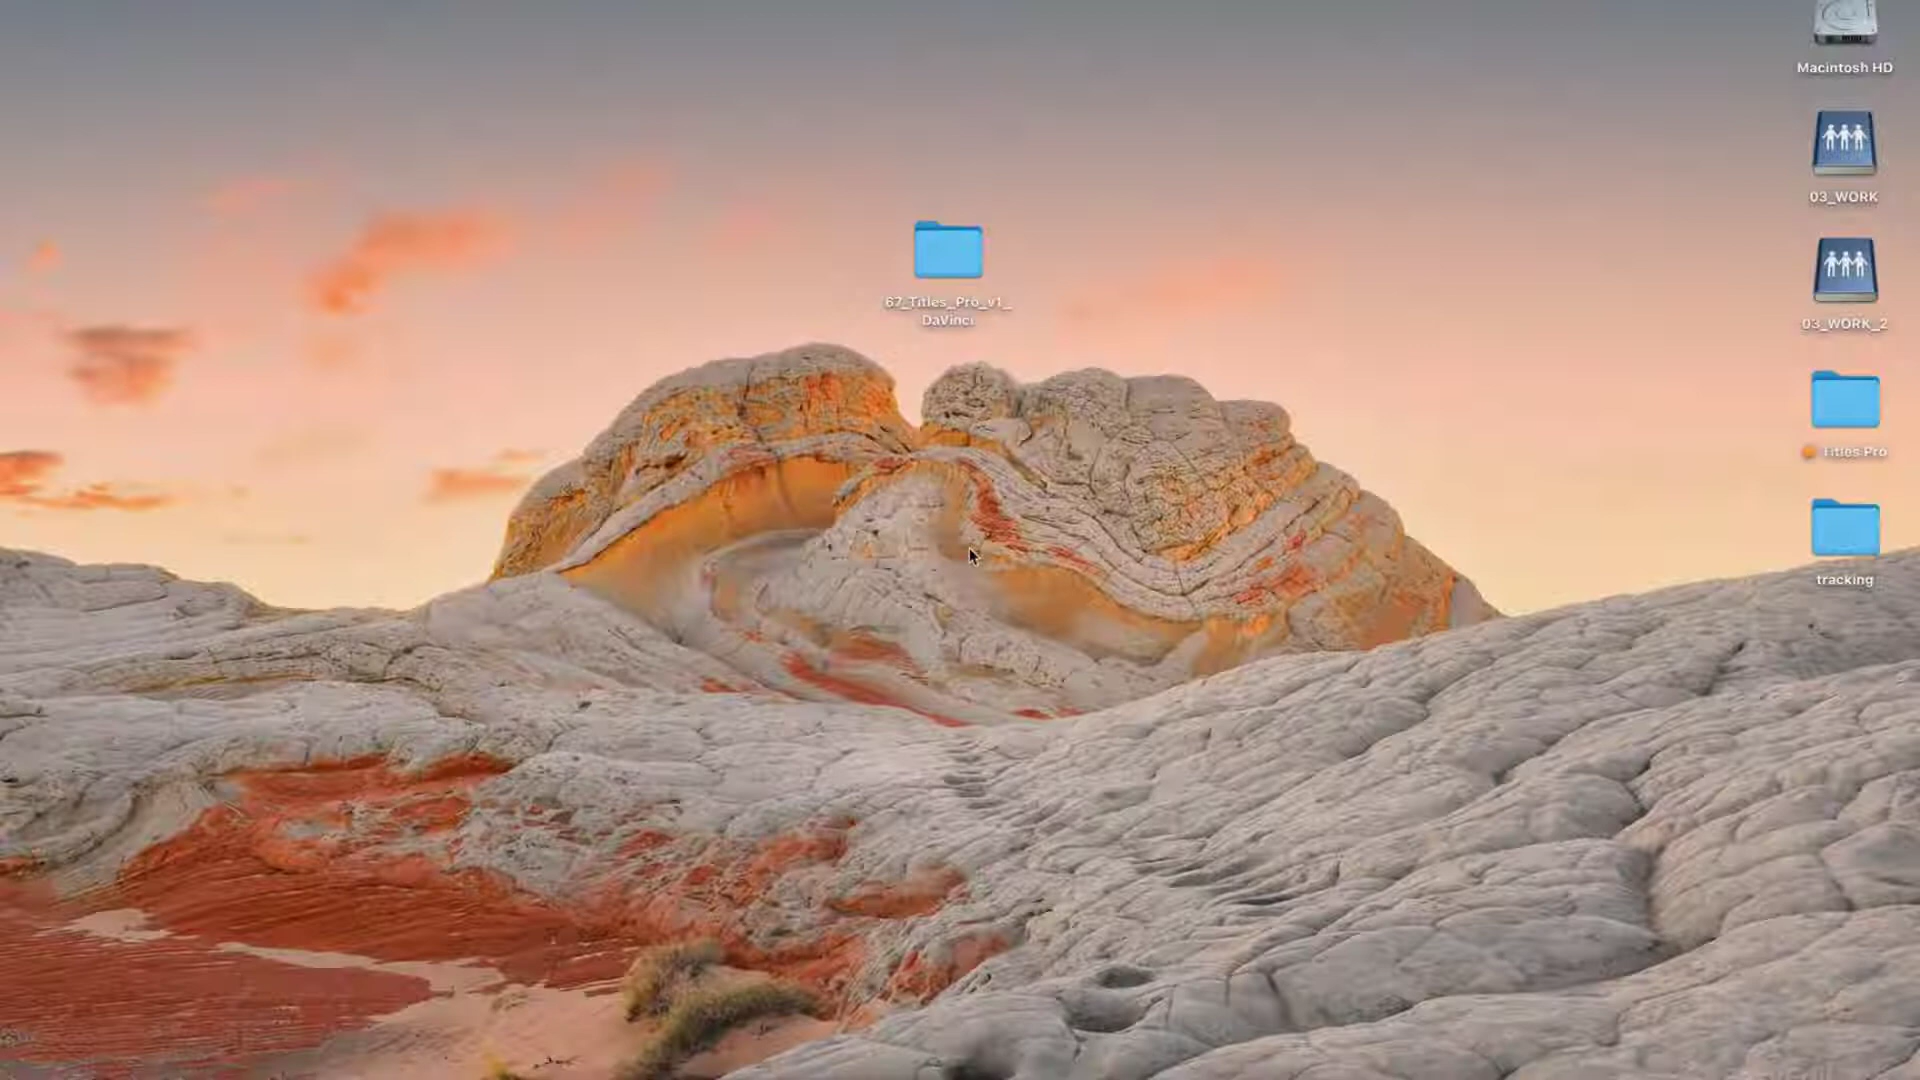 Macintosh HD
03_WORK
67_Titles_Pro_v1_
DaVinci
03_WORK_2
Titles Pro
tracking